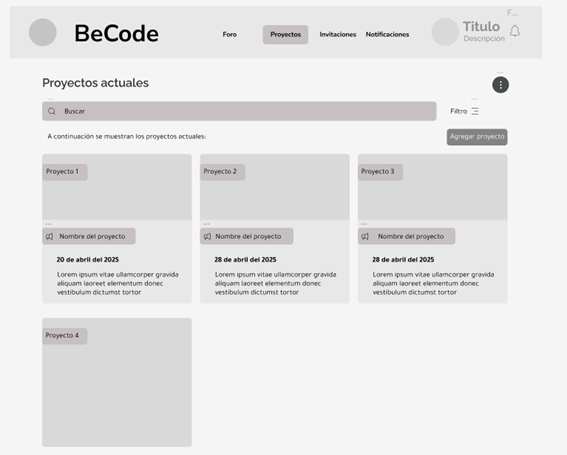 F...
BeCode
Foro
Proyectos
Invitaciones
Notificaciones
Titulo
Descripción
Proyectos actuales
Buscar
Filtro
A continuación se muestran los proyectos actuales:
Agregar proyecto
Proyecto 1
Proyecto 2
Proyecto 3
Nombre del proyecto
Nombre del proyecto
Nombre del proyecto
20 de abril del 2025
Lorem ipsum vitae ullamcorper gravida
aliquam laoreet elementum donec
vestibulum dictumst tortor
28 de abril del 2025
Lorem ipsum vitae ullamcorper gravida
aliquam laoreet elementum donec
vestibulum dictumst tortor
28 de abril del 2025
Lorem ipsum vitae ullamcorper gravida
aliquam laoreet elementum donec
vestibulum dictumst tortor
Proyecto 4